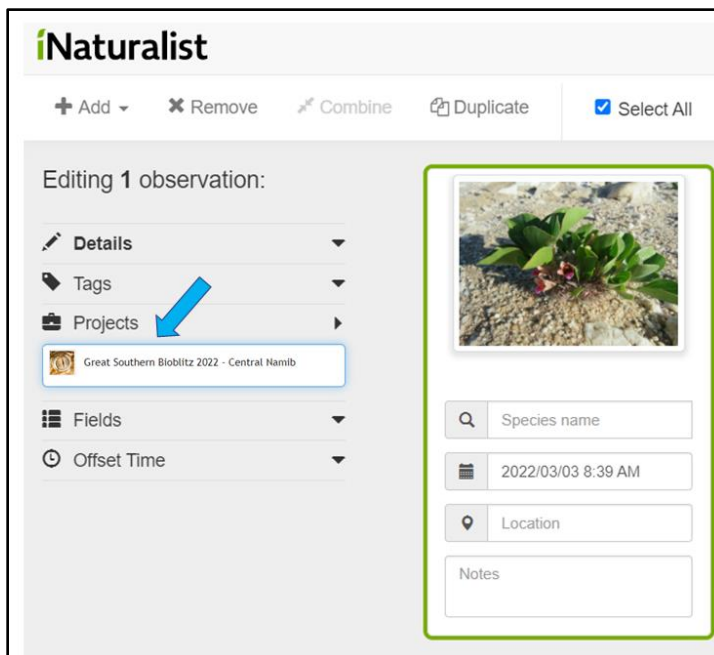 iNaturalist
Add Remove Combine Duplicate Select All
Editing 1 observation:
Details
Tags
Projects
Great Southern Bioblitz 2022 - Central Namib
Fields
Offset Time
Species name
2022/03/03 8:39 AM
Location
Notes